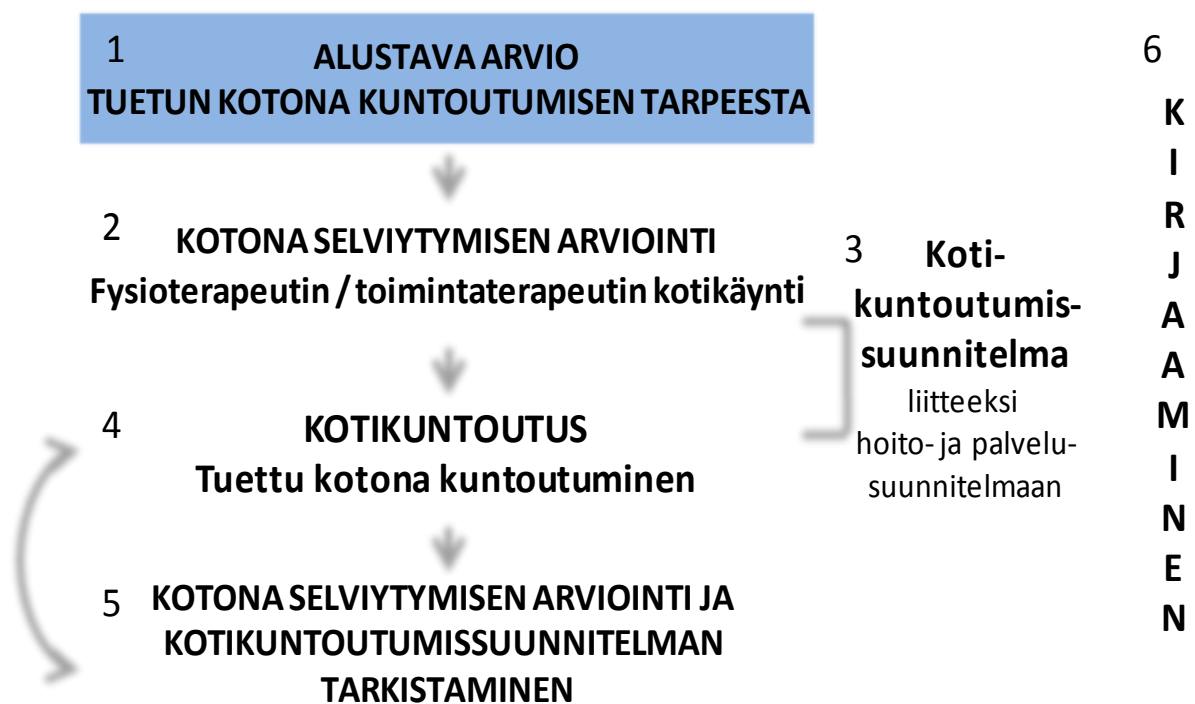 1
ALUSTAVA ARVIO
TUETUN KOTONA KUNTOUTUMISEN TARPEESTA
2
KOTONA SELVIYTYMISEN ARVIOINTI
Fysioterapeutin / toimintaterapeutin kotikäynti
3
Koti-
kuntoutumis-
suunnitelma
liitteeksi
hoito- ja palvelu-
suunnitelmaan
4
KOTIKUNTOUTUS
Tuettu kotona kuntoutuminen
5
KOTONA SELVIYTYMISEN ARVIOINTI JA
KOTIKUNTOUTUMISSUUNNITELMAN
TARKISTAMINEN
6
K
I
R
J
A
A
M
I
N
E
N